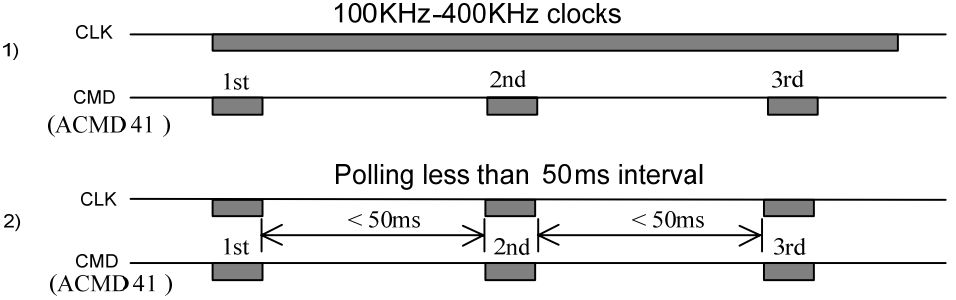 100KHz-400KHz clocks
1)
CLK
1st 2nd 3rd
CMD
(ACMD 41 )
Polling less than 50ms interval
2)
CLK
< 50ms < 50ms
1st 2nd 3rd
CMD
(ACMD 41 )